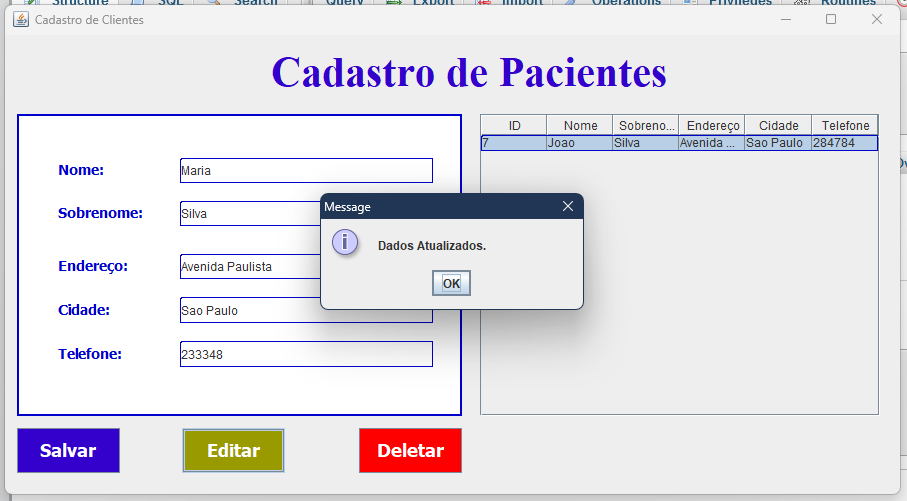 Structure SQL Search Query Export Import Operations Privileges Routines
Cadastro de Clientes
Cadastro de Pacientes
Nome: Maria
Sobrenome: Silva
Endereço: Avenida Paulista
Cidade: Sao Paulo
Telefone: 233348
ID Nome Sobreno... Endereço Cidade Telefone
7 Joao Silva Avenida ... Sao Paulo 284784
Message
Dados Atualizados.
OK
Salvar Editar Deletar